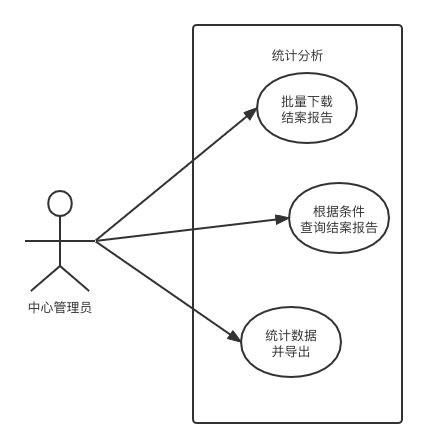 统计分析
批量下载
结案报告
根据条件
查询结案报告
中心管理员
统计数据
并导出